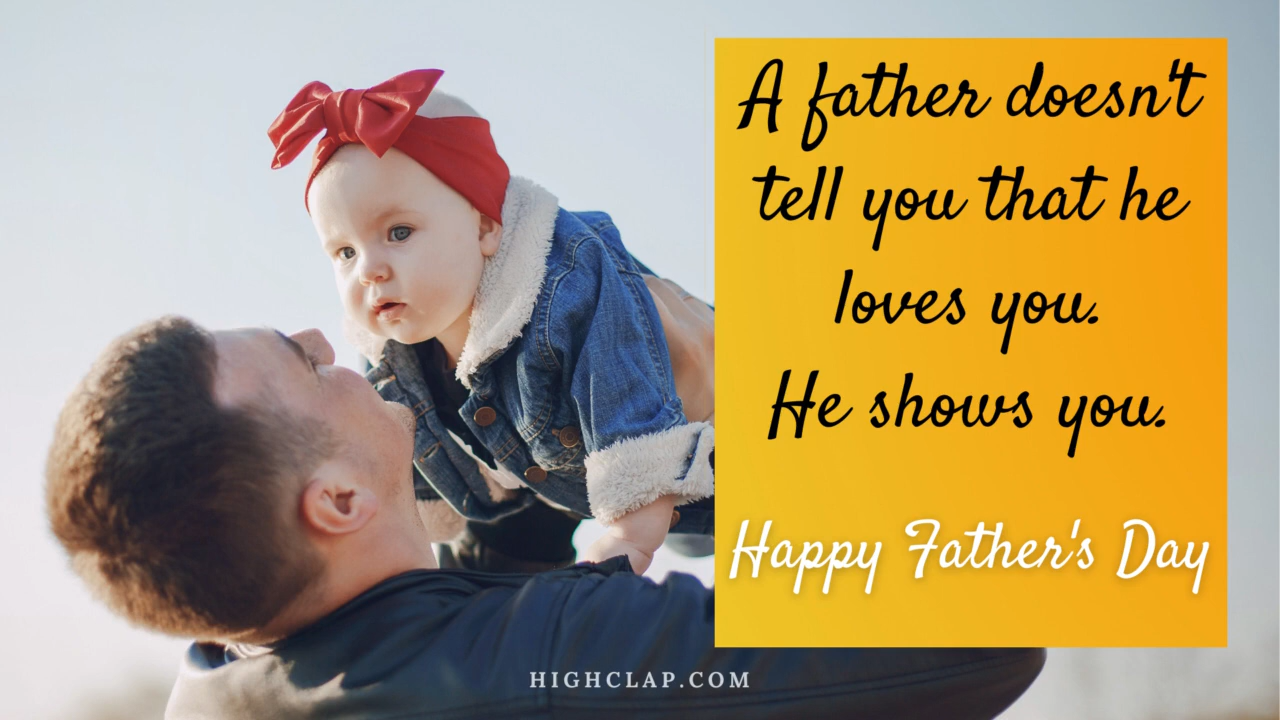 A father doesn't
tell you that he
loves you.
He shows you.
Happy Father's Day
HIGHCLAP.COM